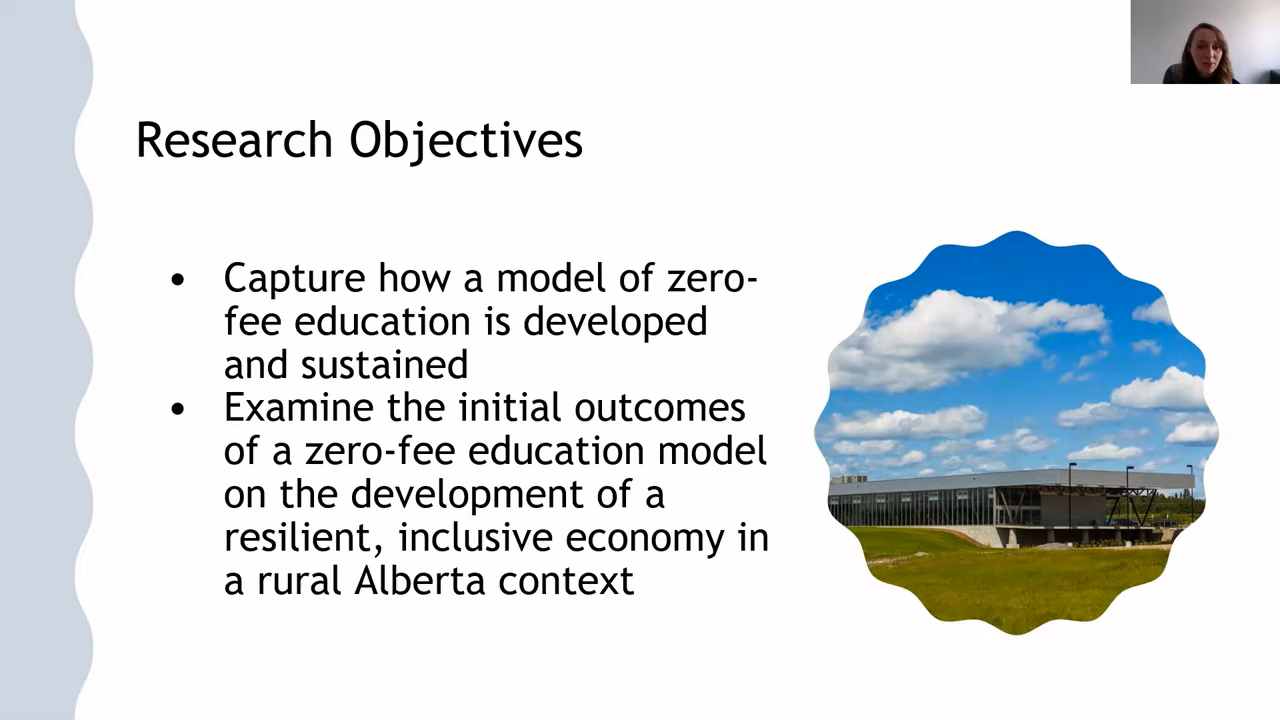 Research Objectives
• Capture how a model of zero-
fee education is developed
and sustained
• Examine the initial outcomes
of a zero-fee education model
on the development of a
resilient, inclusive economy in
a rural Alberta context